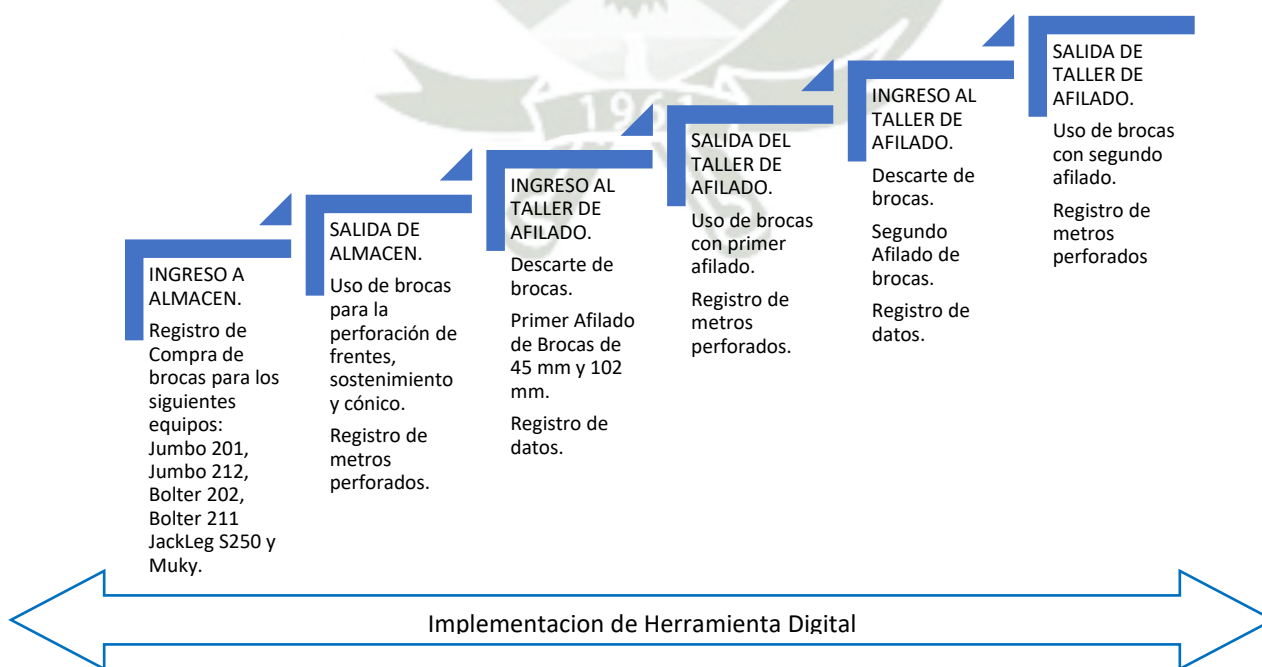 INGRESO A
ALMACEN.
Registro de
Compra de
brocas para los
siguientes
equipos:
Jumbo 201,
Jumbo 212,
Bolter 202,
Bolter 211
JackLeg S250 y
Muky.
SALIDA DE
ALMACEN.
Uso de brocas
para la
perforación de
frentes,
sostenimiento
y cónico.
Registro de
metros
perforados.
INGRESO AL
TALLER DE
AFILADO.
Descarte de
brocas.
Primer Afilado
de Brocas de
45 mm y 102
mm.
Registro de
datos.
SALIDA DEL
TALLER DE
AFILADO.
Uso de brocas
con primer
afilado.
Registro de
metros
perforados.
INGRESO AL
TALLER DE
AFILADO.
Descarte de
brocas.
Segundo
Afilado de
brocas.
Registro de
datos.
SALIDA DE
TALLER DE
AFILADO.
Uso de brocas
con segundo
afilado.
Registro de
metros
perforados
Implementacion de Herramienta Digital